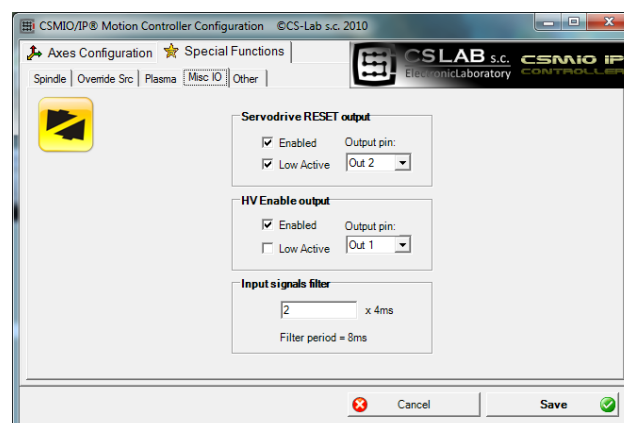 CSMIO/IP® Motion Controller Configuration ©CS-Lab s.c. 2010
Axes Configuration Special Functions
CSLAB s.c.
ElectronicLaboratory
CSMIO IP
CONTROLLER
Spindle Override Src Plasma Misc IO Other
Servodrive RESET output
Enabled Output pin:
Low Active Out 2
HV Enable output
Enabled Output pin:
Low Active Out 1
Input signals filter
2 x 4ms
Filter period = 8ms
Cancel Save